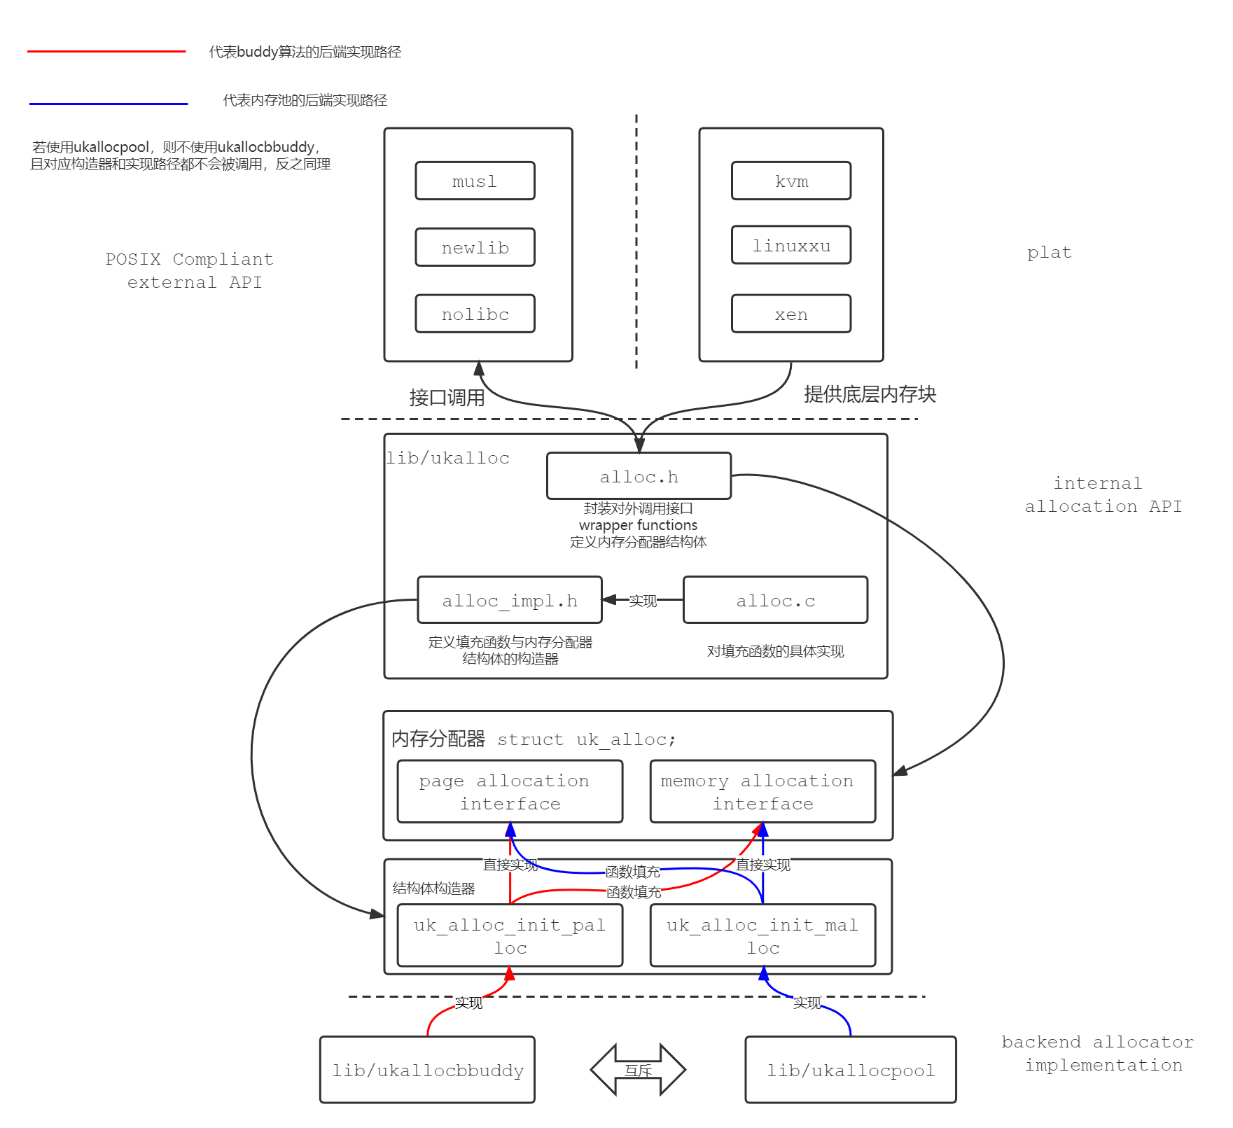 代表buddy算法的后端实现路径
代表内存池的后端实现路径
若使用ukallocpool，则不使用ukallocbbuddy，
且对应构造器和实现路径都不会被调用，反之同理
musl
newlib
nolibc
kvm
linuxxu
xen
POSIX Compliant
external API
plat
接口调用
提供底层内存块
lib/ukalloc
alloc.h
封装对外调用接口
wrapper functions
定义内存分配器结构体
internal
allocation API
alloc_impl.h
实现
alloc.c
定义填充函数与内存分配器
结构体的构造器
对填充函数的具体实现
内存分配器 struct uk_alloc;
page allocation
interface
memory allocation
interface
直接实现
函数填充
直接实现
函数填充
结构体构造器
uk_alloc_init_pal
loc
uk_alloc_init_mal
loc
实现
实现
lib/ukallocbbuddy
互斥
lib/ukallocpool
backend allocator
implementation